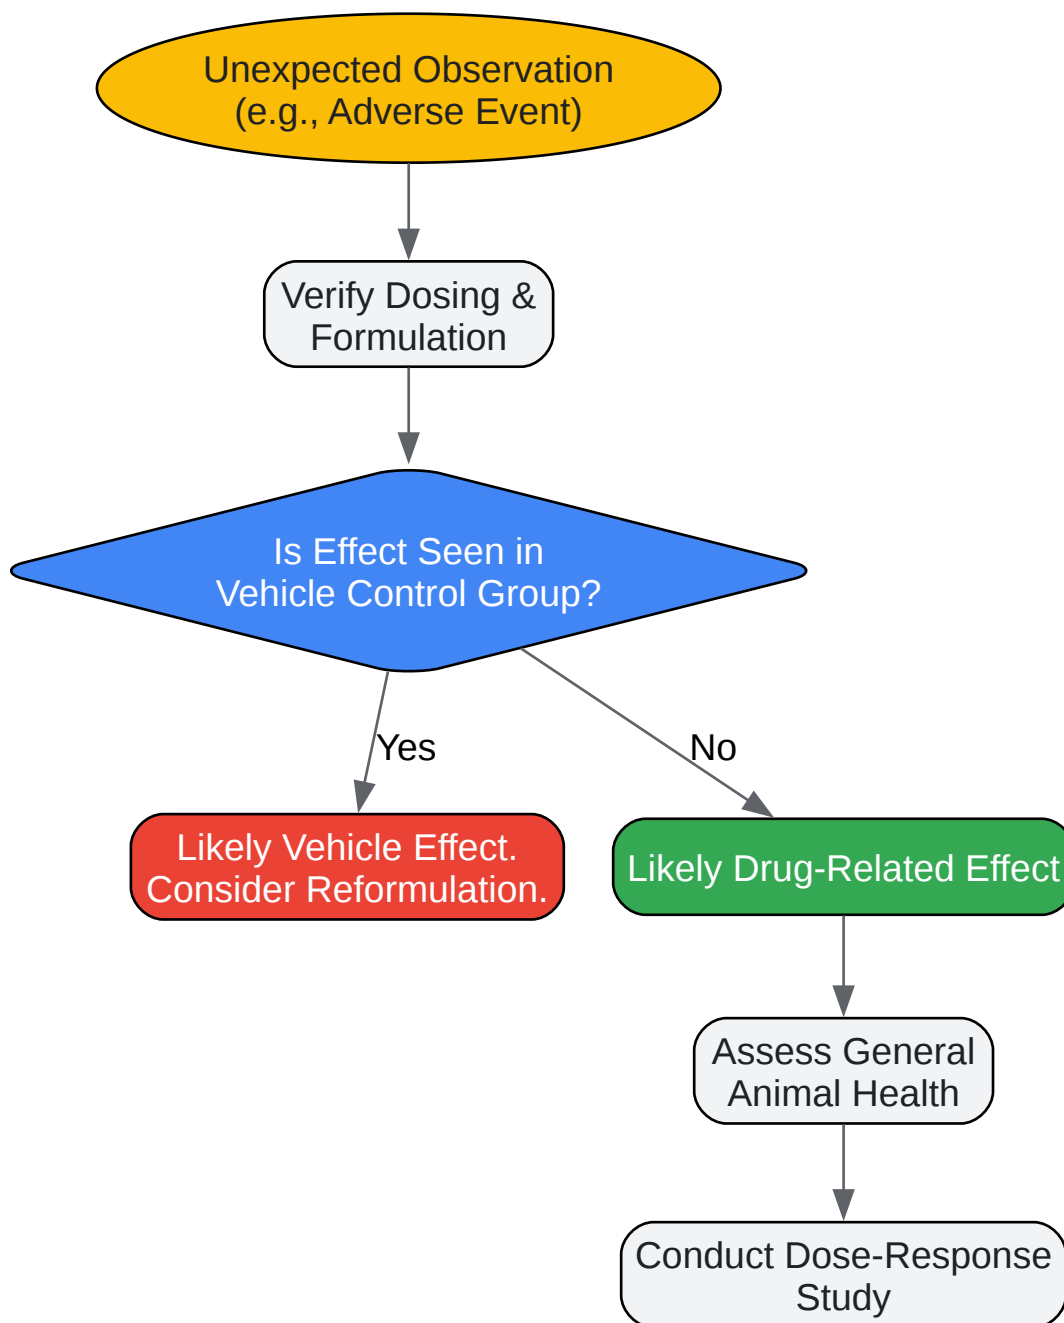 Unexpected Observation
(e.g., Adverse Event)
Verify Dosing &
Formulation
Is Effect Seen in
Vehicle Control Group?
Yes
No
Likely Vehicle Effect.
Consider Reformulation.
Likely Drug-Related Effect
Assess General
Animal Health
Conduct Dose-Response
Study